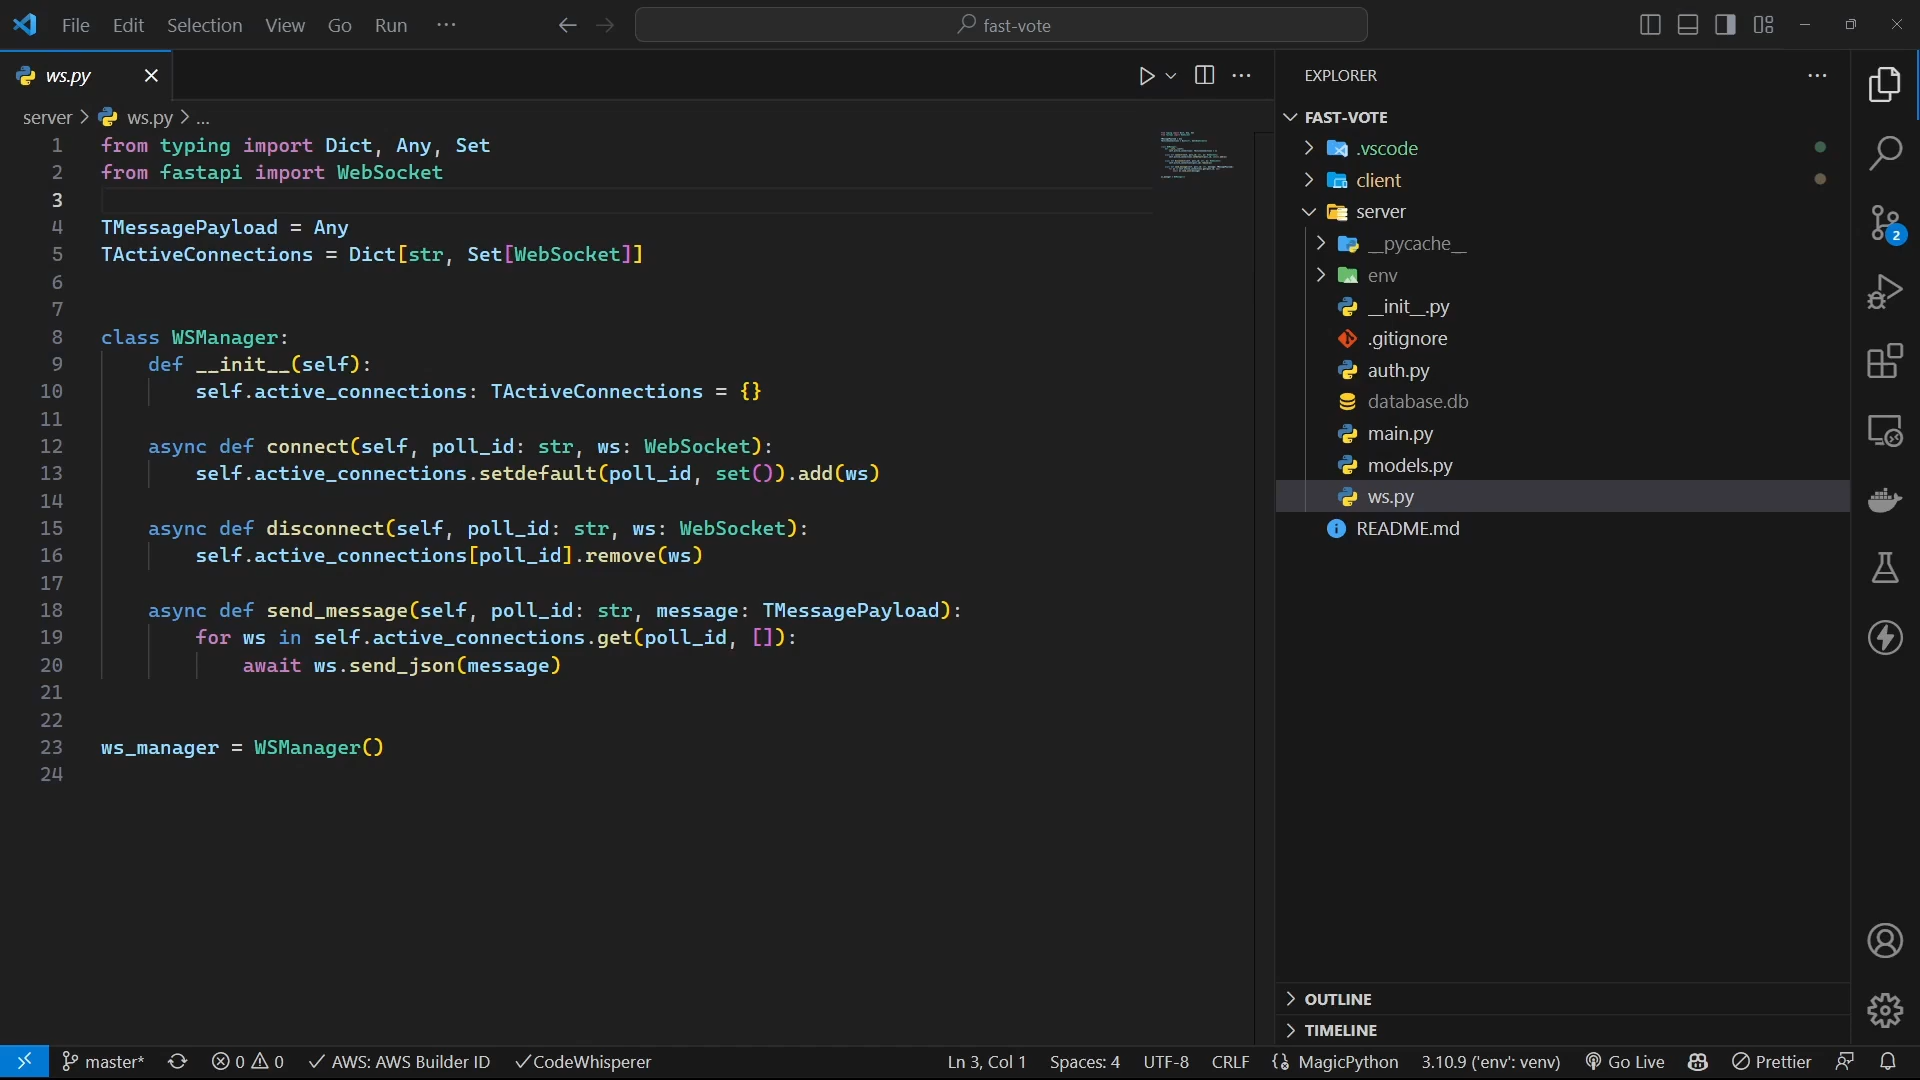 File Edit Selection View Go Run ···
fast-vote
ws.py
EXPLORER
server > ws.py > ...
1 from typing import Dict, Any, Set
2 from fastapi import WebSocket
3
4 TMessagePayload = Any
5 TActiveConnections = Dict[str, Set[WebSocket]]
6
7
8 class WSManager:
9 def __init__(self):
10 self.active_connections: TActiveConnections = {}
11
12 async def connect(self, poll_id: str, ws: WebSocket):
13 self.active_connections.setdefault(poll_id, set()).add(ws)
14
15 async def disconnect(self, poll_id: str, ws: WebSocket):
16 self.active_connections[poll_id].remove(ws)
17
18 async def send_message(self, poll_id: str, message: TMessagePayload):
19 for ws in self.active_connections.get(poll_id, []):
20 await ws.send_json(message)
21
22
23 ws_manager = WSManager()
24
FAST-VOTE
.vscode
client
server
__pycache__
env
__init__.py
.gitignore
auth.py
database.db
main.py
models.py
ws.py
README.md
OUTLINE
TIMELINE
2
master* 0 0 AWS: AWS Builder ID CodeWhisperer Ln 3, Col 1 Spaces: 4 UTF-8 CRLF MagicPython 3.10.9 ('env': venv) Go Live Prettier